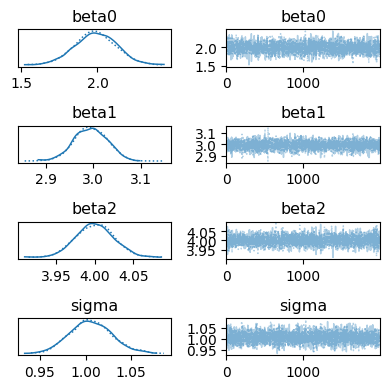 beta0 beta0
2.0
1.5
1.5 2.0 0 1000
beta1 beta1
3.1
3.0
2.9
2.9 3.0 3.1 0 1000
beta2 beta2
4.05
4.00
3.95
3.95 4.00 4.05 0 1000
sigma sigma
1.05
1.00
0.95
0.95 1.00 1.05 0 1000